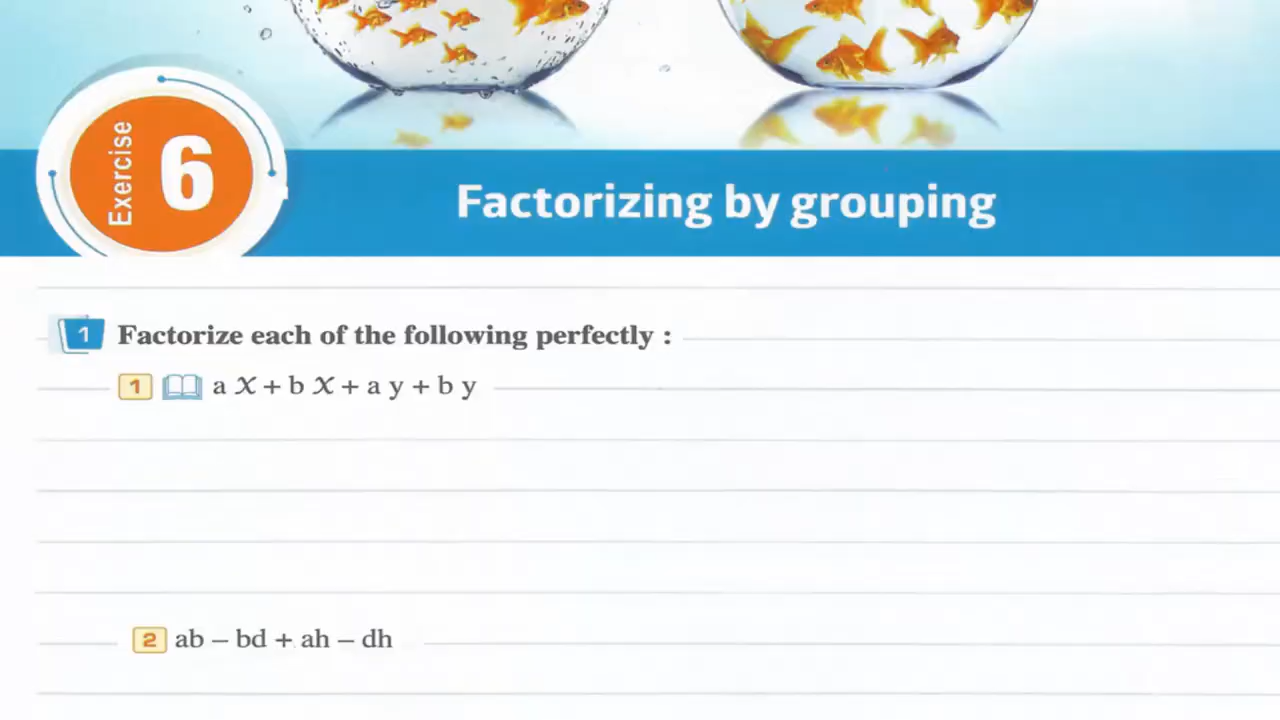 Exercise 6
Factorizing by grouping
1 Factorize each of the following perfectly :
1 a X + b X + a y + b y
2 ab – bd + ah – dh